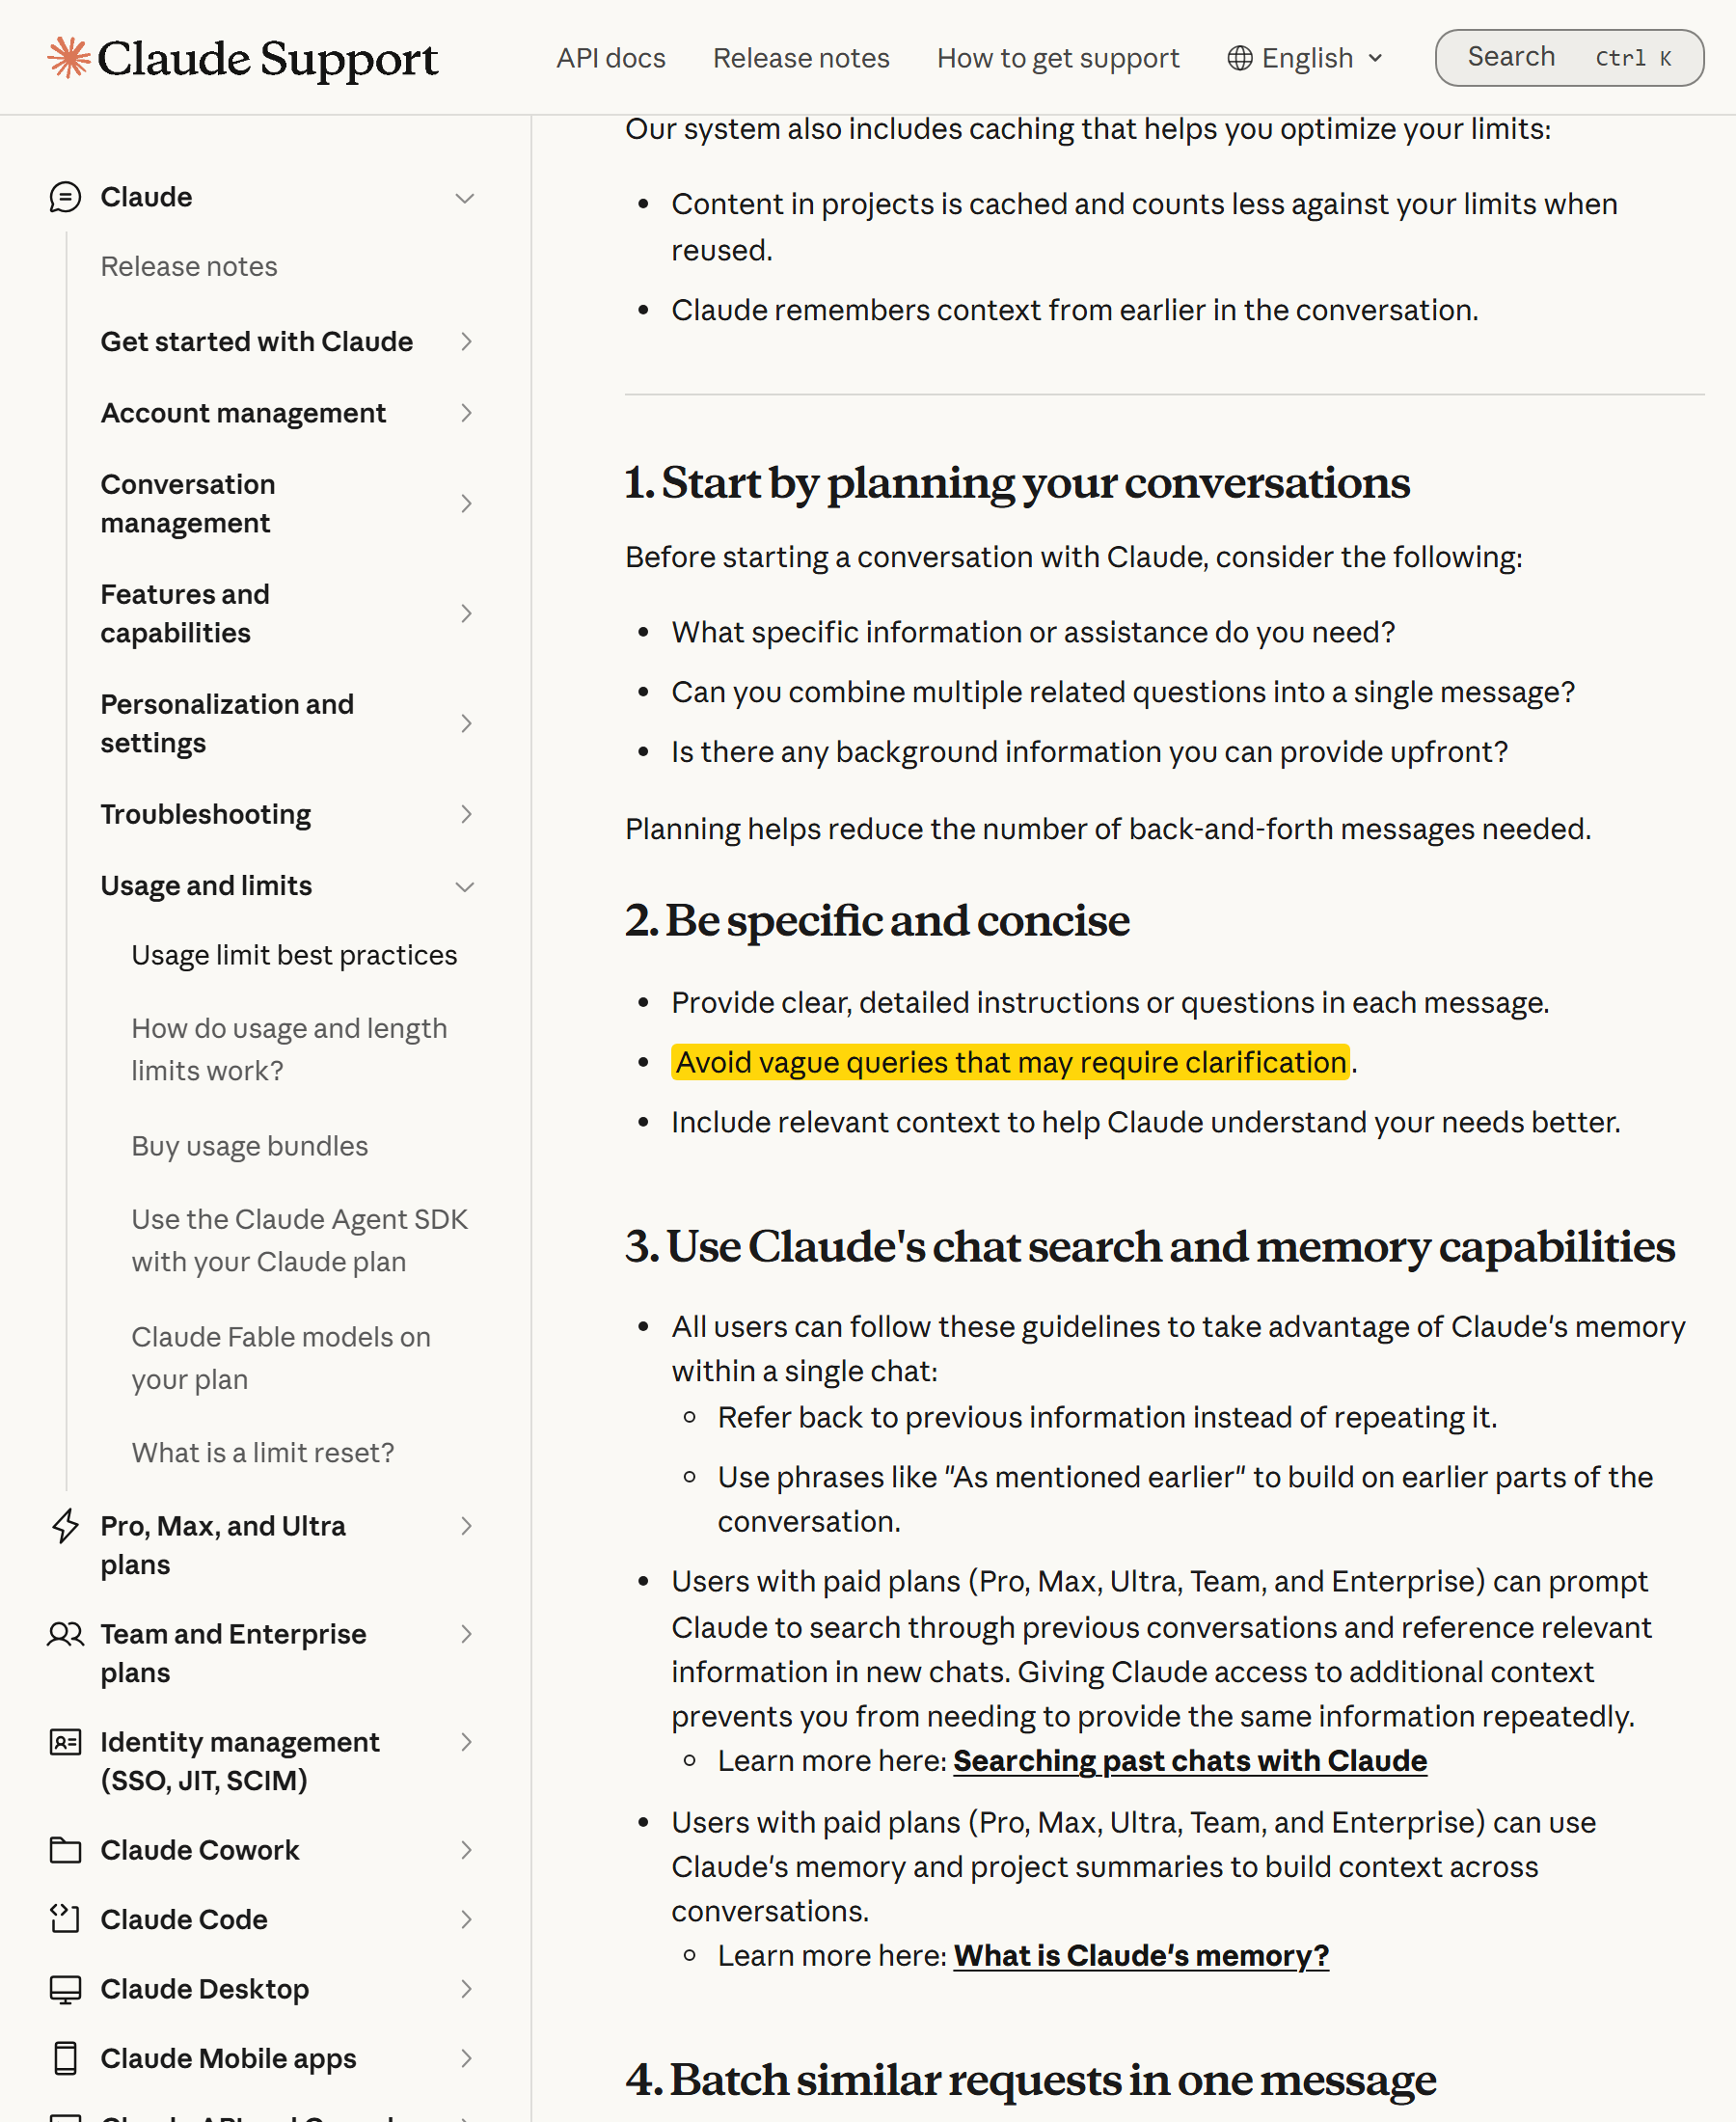 Claude Support
API docs
Release notes
How to get support
English
Search Ctrl K
Claude
Release notes
Get started with Claude
Account management
Conversation
management
Features and
capabilities
Personalization and
settings
Troubleshooting
Usage and limits
Usage limit best practices
How do usage and length
limits work?
Buy usage bundles
Use the Claude Agent SDK
with your Claude plan
Claude Fable models on
your plan
What is a limit reset?
Pro, Max, and Ultra
plans
Team and Enterprise
plans
Identity management
(SSO, JIT, SCIM)
Claude Cowork
Claude Code
Claude Desktop
Claude Mobile apps
Our system also includes caching that helps you optimize your limits:
• Content in projects is cached and counts less against your limits when
reused.
• Claude remembers context from earlier in the conversation.
1. Start by planning your conversations
Before starting a conversation with Claude, consider the following:
• What specific information or assistance do you need?
• Can you combine multiple related questions into a single message?
• Is there any background information you can provide upfront?
Planning helps reduce the number of back-and-forth messages needed.
2. Be specific and concise
• Provide clear, detailed instructions or questions in each message.
• Avoid vague queries that may require clarification.
• Include relevant context to help Claude understand your needs better.
3. Use Claude's chat search and memory capabilities
• All users can follow these guidelines to take advantage of Claude's memory
within a single chat:
◦ Refer back to previous information instead of repeating it.
◦ Use phrases like "As mentioned earlier" to build on earlier parts of the
conversation.
• Users with paid plans (Pro, Max, Ultra, Team, and Enterprise) can prompt
Claude to search through previous conversations and reference relevant
information in new chats. Giving Claude access to additional context
prevents you from needing to provide the same information repeatedly.
◦ Learn more here: Searching past chats with Claude
• Users with paid plans (Pro, Max, Ultra, Team, and Enterprise) can use
Claude's memory and project summaries to build context across
conversations.
◦ Learn more here: What is Claude's memory?
4. Batch similar requests in one message